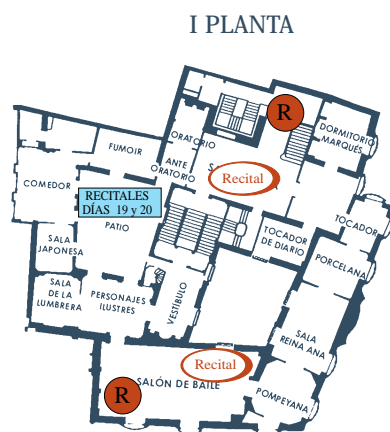 I PLANTA
R
DORMITORIO
MARQUÉS
ORATORIO
FUMOIR
ANTE
ORATORIO
S
Recital
COMEDOR
RECITALES
DÍAS 19 y 20
TOCADOR
PATIO
TOCADOR
DE DIARIO
SALA
JAPONESA
PORCELANA
SALA
DE LA
LUMBRERA
PERSONAJES
ILUSTRES
VESTÍBULO
SALA
REINA ANA
Recital
SALÓN DE BAILE
R
POMPEYANA